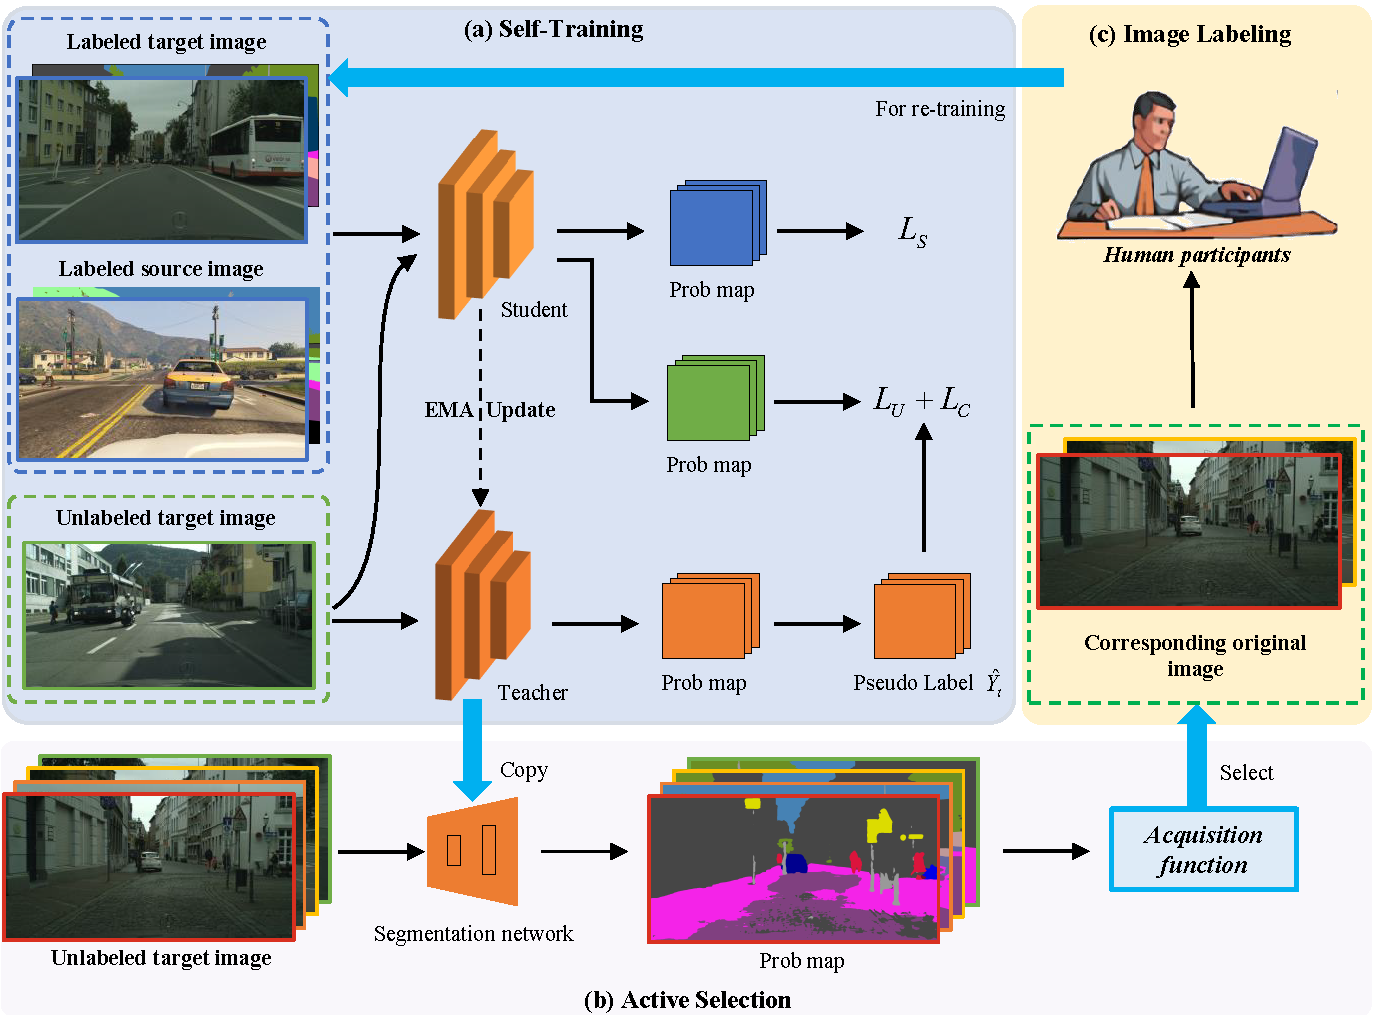 (a) Self-Training
(c) Image Labeling
Labeled target image
For re-training
Labeled source image
Student
Prob map
L_S
Human participants
EMA Update
Prob map
L_U + L_C
Unlabeled target image
Teacher
Prob map
Pseudo Label Ŷ_t
Corresponding original
image
Copy
Select
Acquisition
function
Segmentation network
Unlabeled target image
Prob map
(b) Active Selection